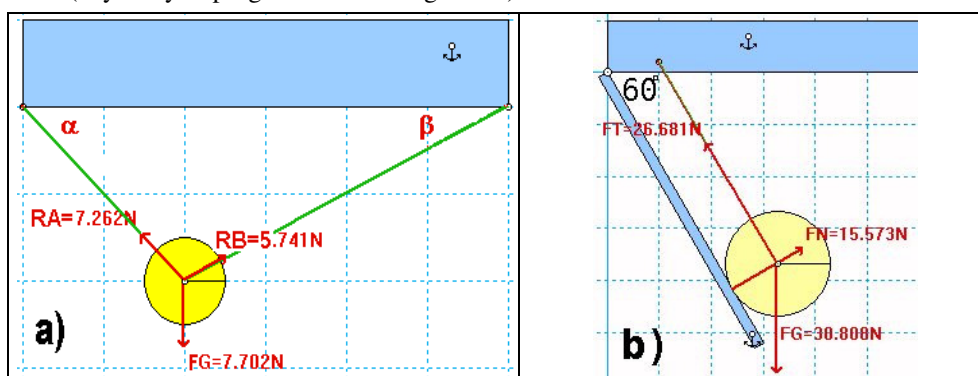 α
β
RA=7.262N
RB=5.741N
a)
FG=7.702N
60°
FT=26.681N
FN=15.573N
b)
FG=30.808N